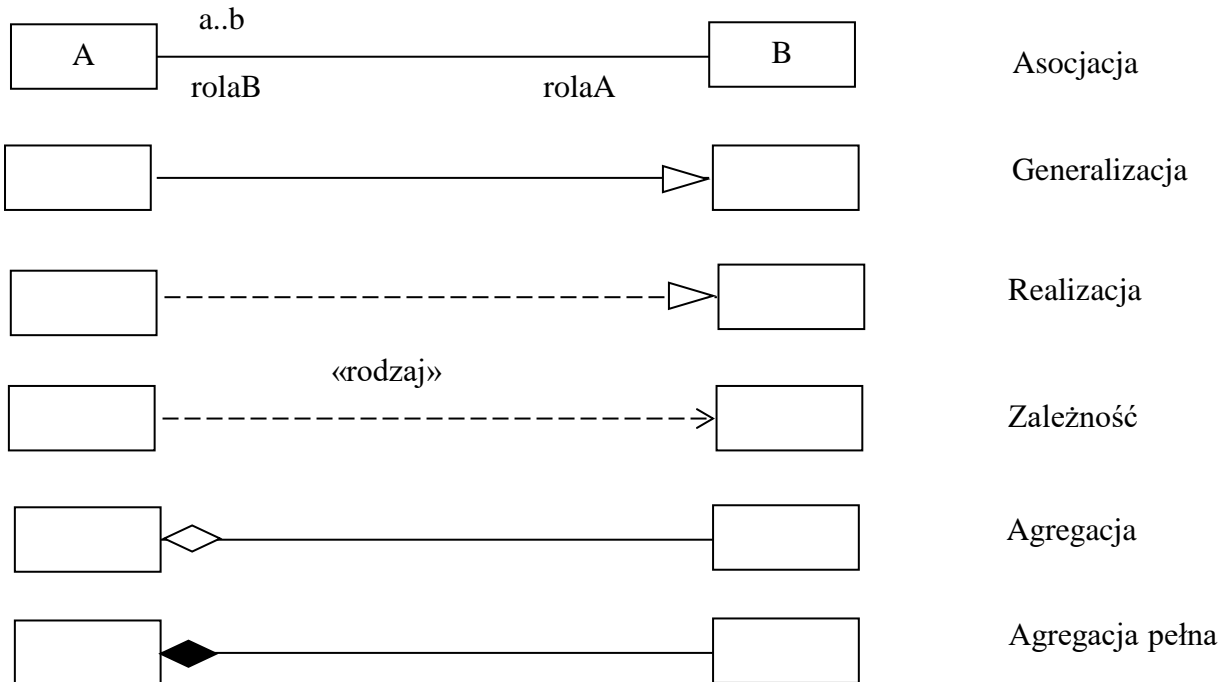 a..b
A
B
Asocjacja
rolaB
rolaA
Generalizacja
Realizacja
«rodzaj»
Zależność
Agregacja
Agregacja pełna